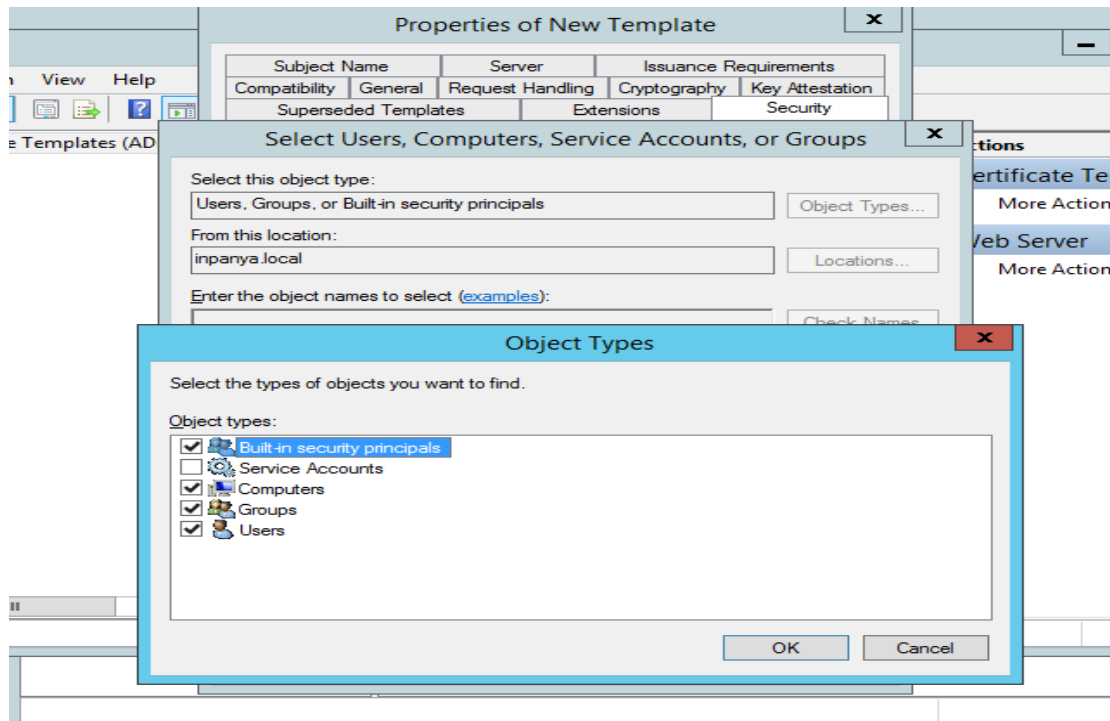 Properties of New Template
x
Subject Name Server Issuance Requirements
View Help
Compatibility General Request Handling Cryptography Key Attestation
Superseded Templates Extensions Security
e Templates (AD
Select Users, Computers, Service Accounts, or Groups
x
ctions
Select this object type:
ertificate Te
Users, Groups, or Built-in security principals
Object Types...
More Action
From this location:
Web Server
inpanya.local
Locations...
More Action
Enter the object names to select (examples):
Check Names
Object Types
x
Select the types of objects you want to find.
Object types:
Built-in security principals
Service Accounts
Computers
Groups
Users
OK Cancel